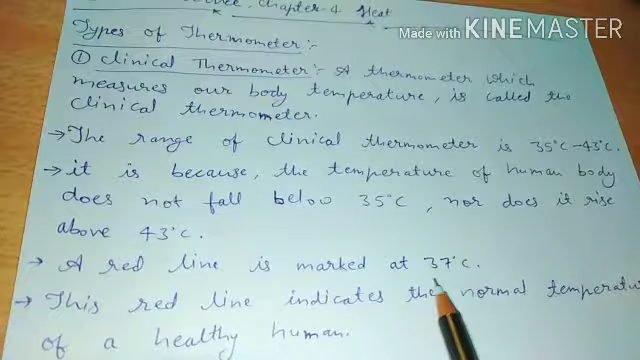 Chapter-4 Heat
Made with KINEMASTER
Types of Thermometer:-
① Clinical Thermometer:- A thermometer which
measures our body temperature, is called the
clinical thermometer.
→ The range of clinical thermometer is 35°C-43°C.
→ it is because, the temperature of human body
does not fall below 35°C, nor does it rise
above 43°C.
→ A red line is marked at 37°C.
→ This red line indicates the normal
of a healthy human.